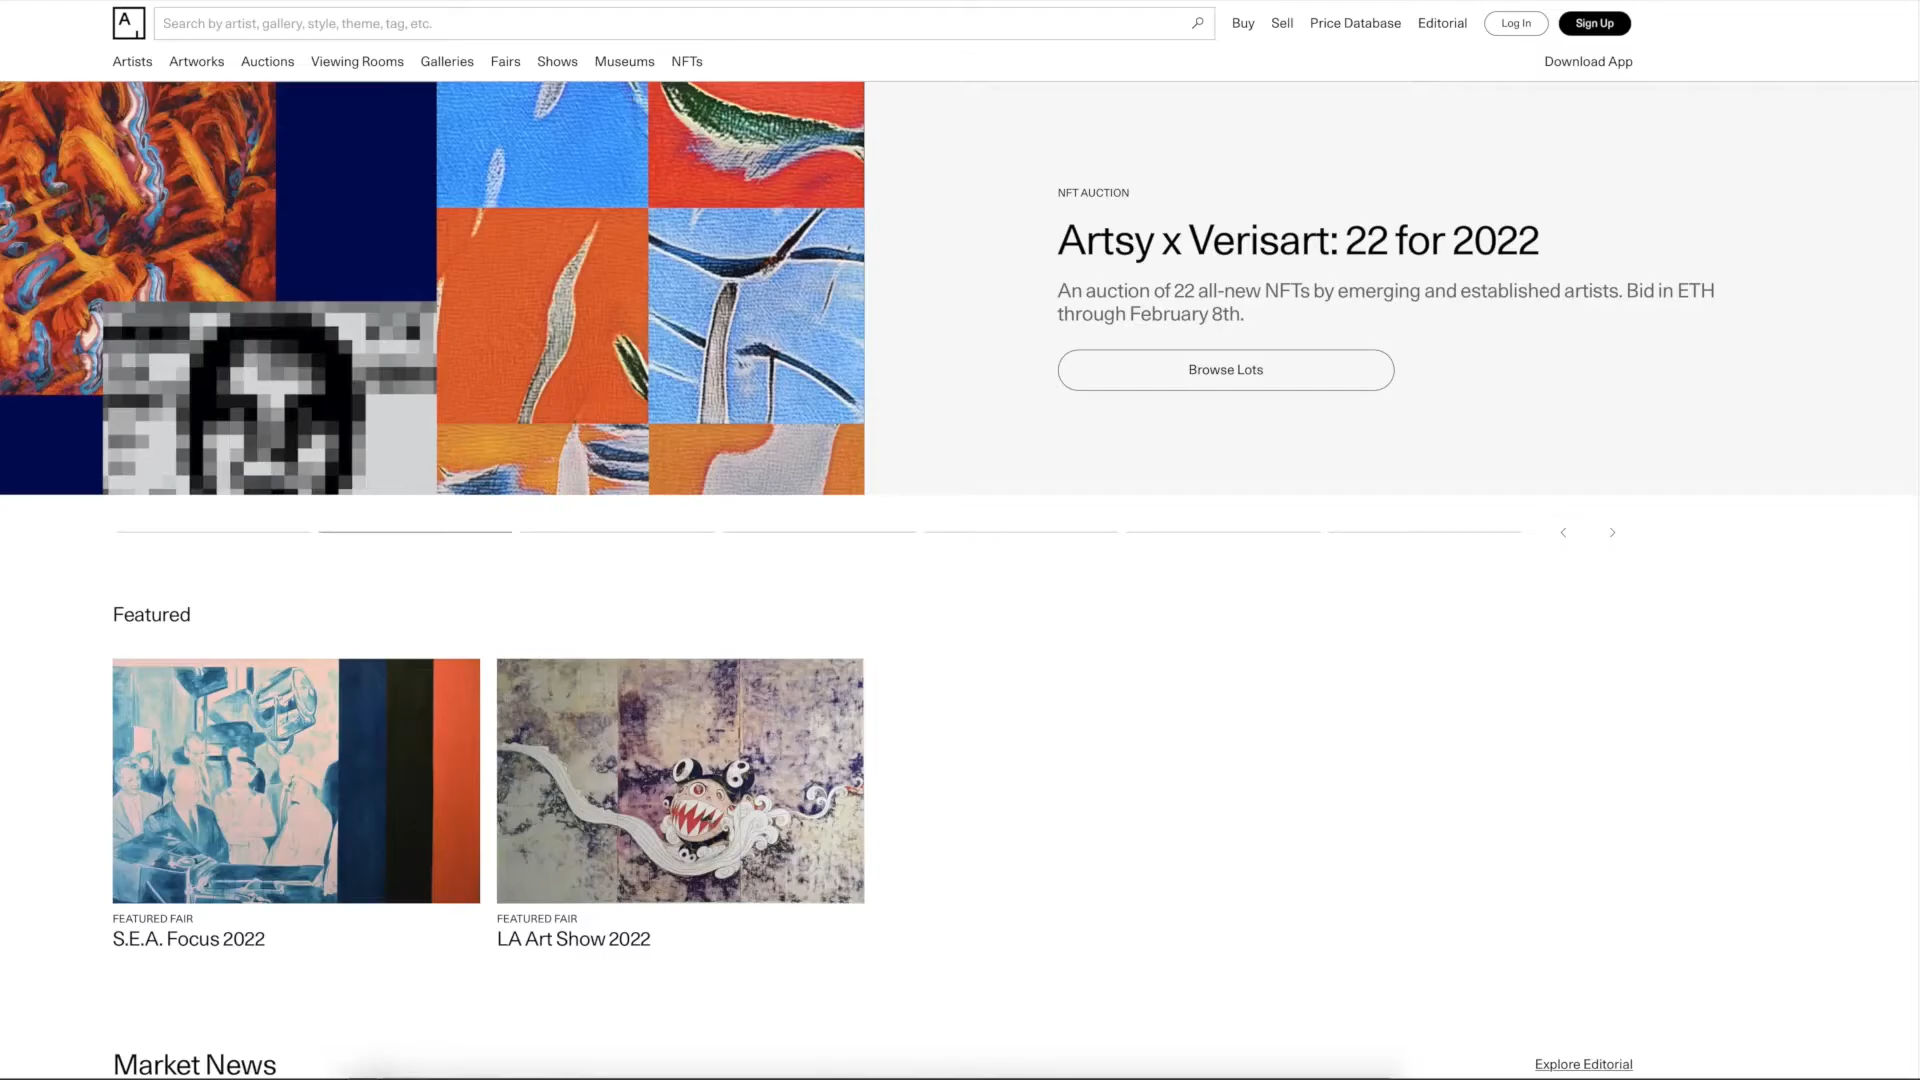 A
Search by artist, gallery, style, theme, tag, etc.
Buy
Sell
Price Database
Editorial
Log In
Sign Up
Artists
Artworks
Auctions
Viewing Rooms
Galleries
Fairs
Shows
Museums
NFTs
Download App
NFT AUCTION
Artsy x Verisart: 22 for 2022
An auction of 22 all-new NFTs by emerging and established artists. Bid in ETH
through February 8th.
Browse Lots
Featured
FEATURED FAIR
S.E.A. Focus 2022
FEATURED FAIR
LA Art Show 2022
Market News
Explore Editorial